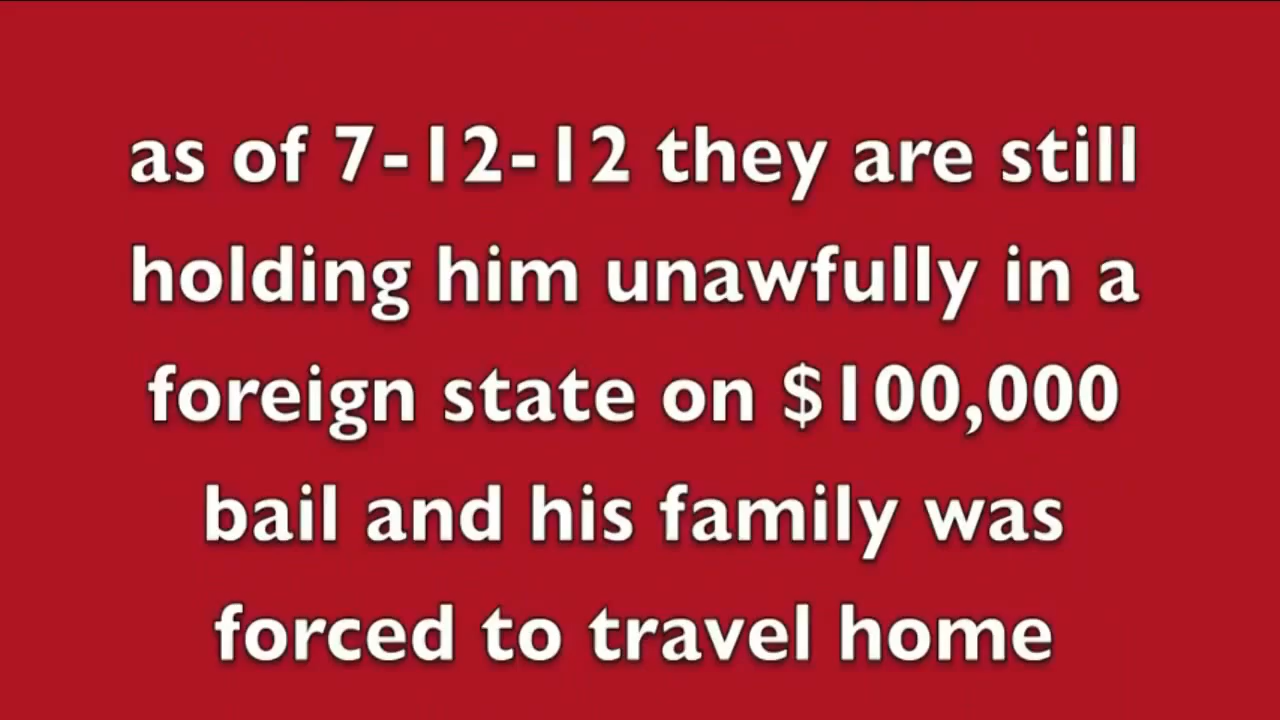 as of 7-12-12 they are still
holding him unawfully in a
foreign state on $100,000
bail and his family was
forced to travel home